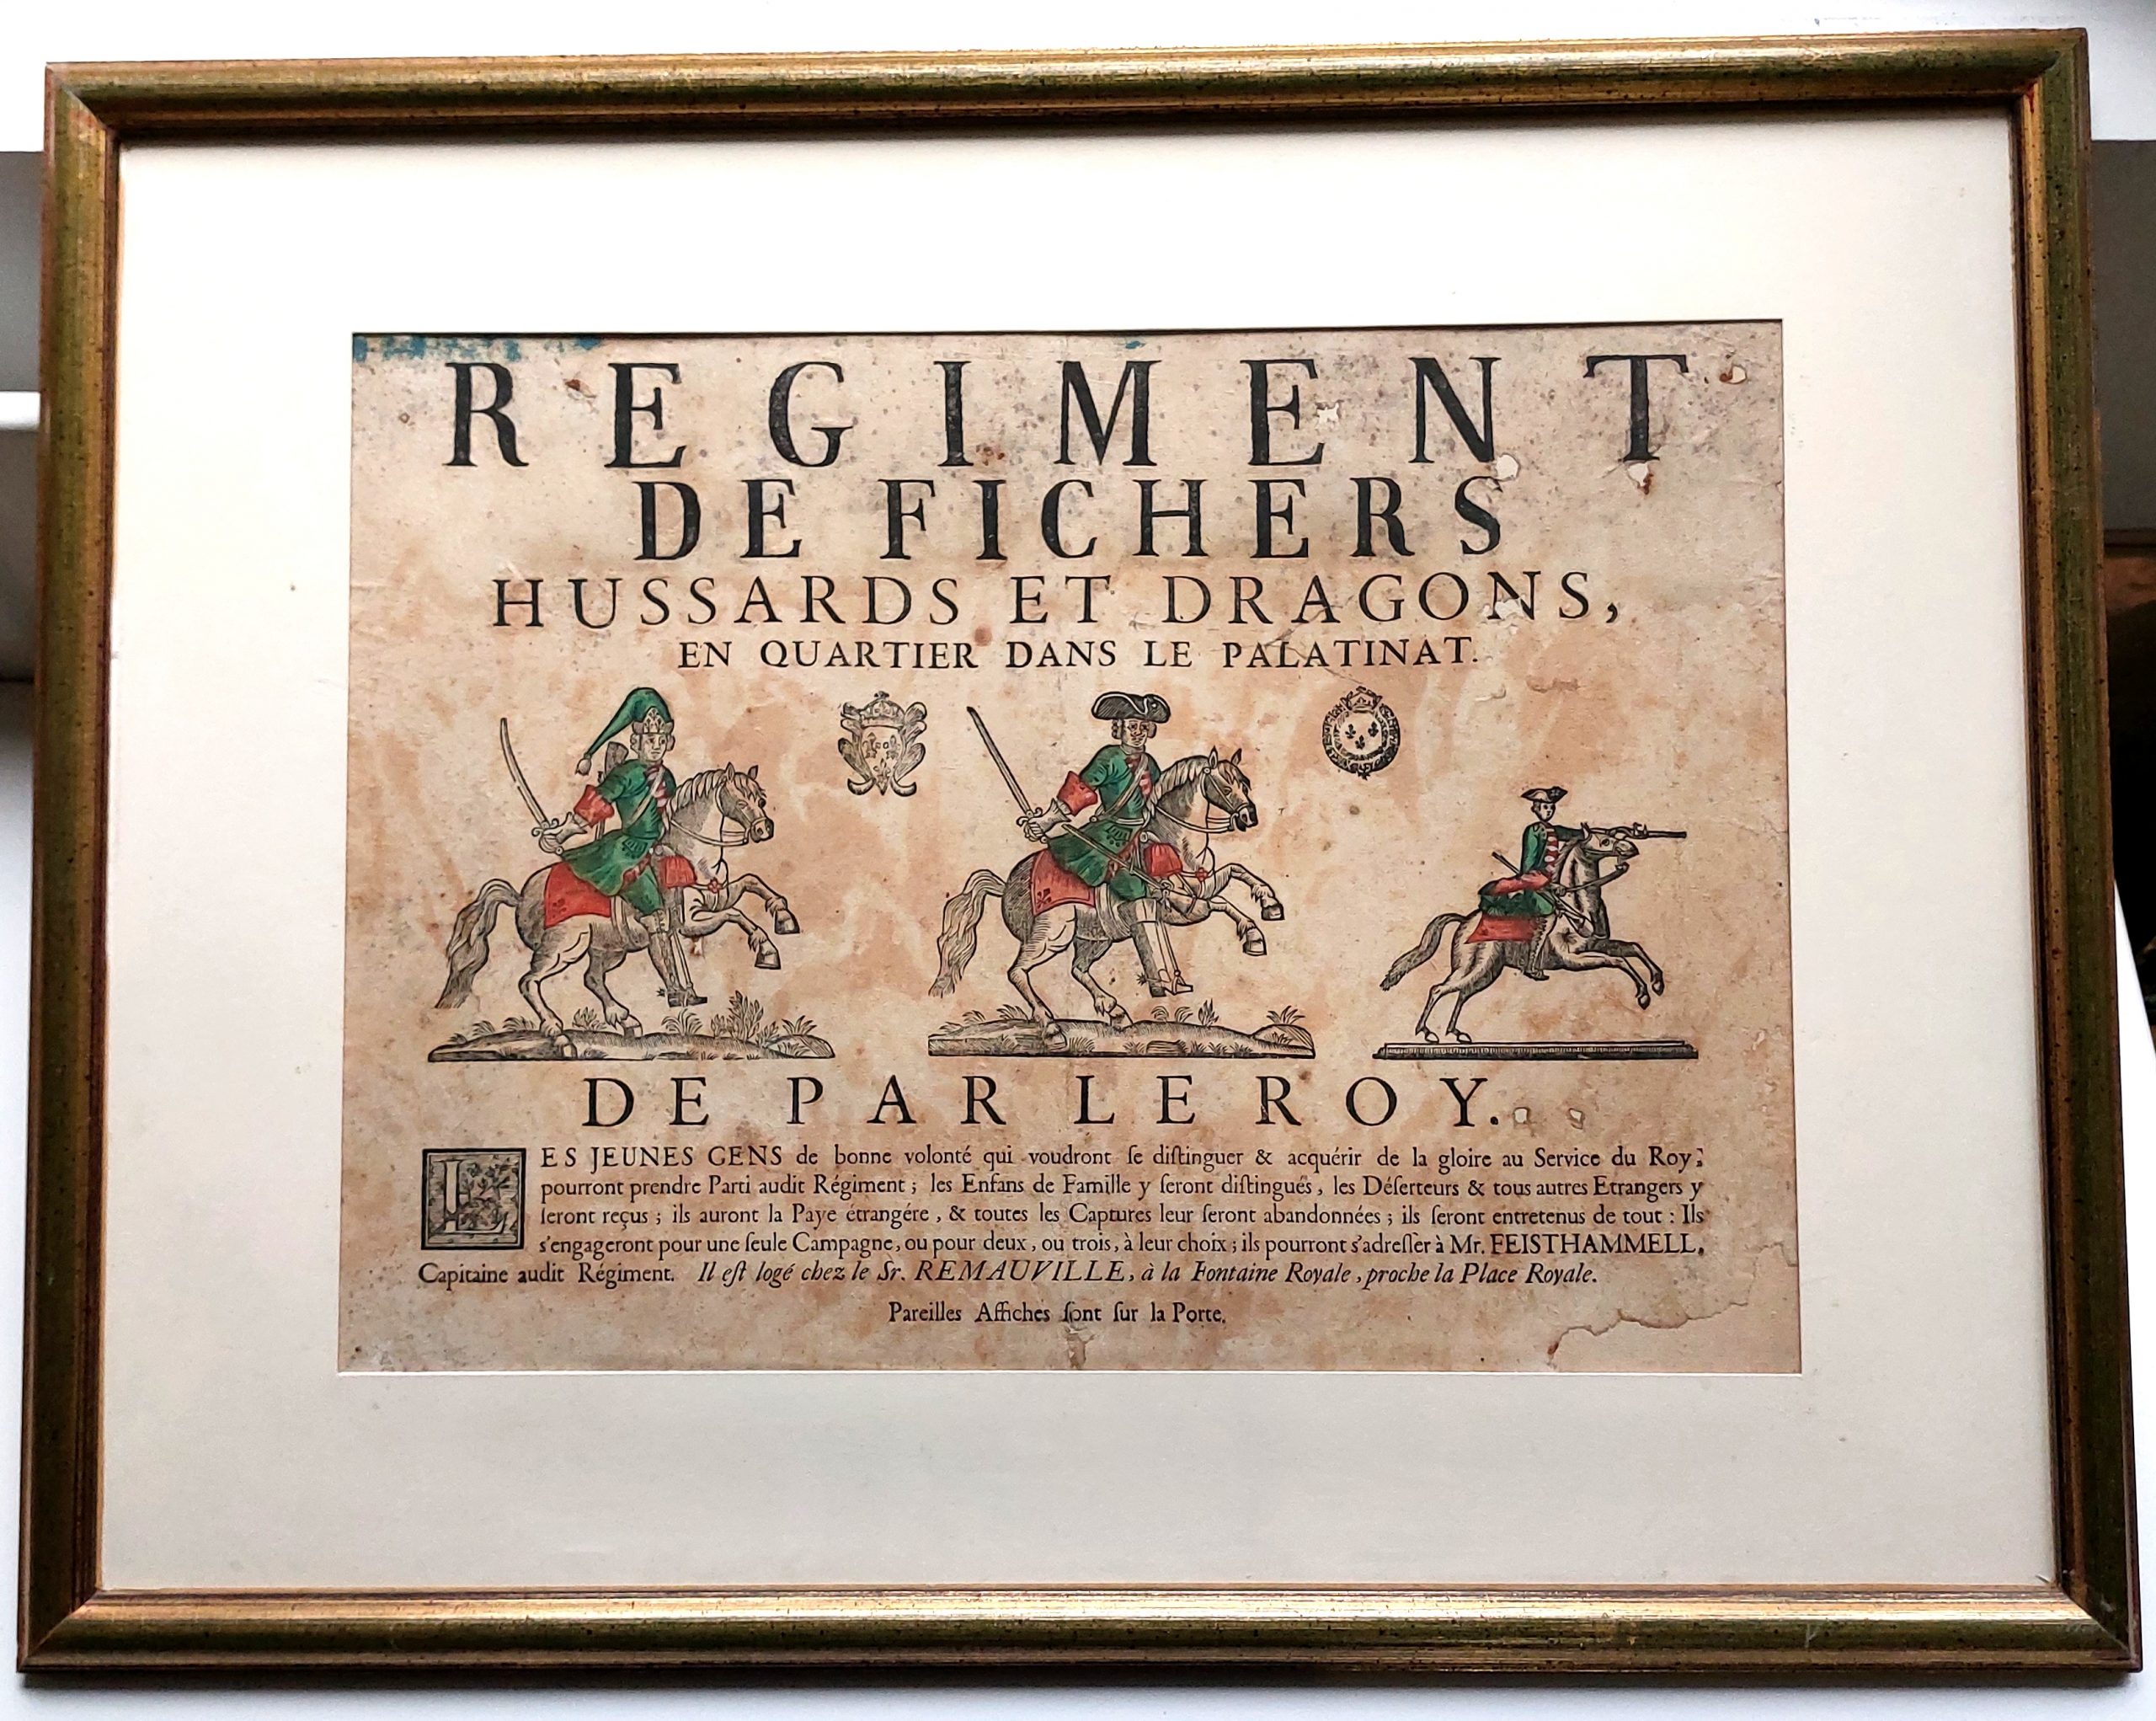 REGIMENT
DE FICHERS
HUSSARDS ET DRAGONS,
EN QUARTIER DANS LE PALATINAT.
DE PAR LE ROY.
LES JEUNES GENS de bonne volonté qui voudront ſe diſtinguer & acquérir de la gloire au Service du Roy;
pourront prendre Parti audit Régiment; les Enfans de Famille y ſeront diſtingués, les Déſerteurs & tous autres Etrangers y
ſeront reçus; ils auront la Paye étrangére, & toutes les Captures leur ſeront abandonnées; ils ſeront entretenus de tout: Ils
s'engageront pour une ſeule Campagne, ou pour deux, ou trois, à leur choix; ils pourront s'adreſſer à Mr. FEISTHAMMELL,
Capitaine audit Régiment. Il eſt logé chez le Sr. REMAUVILLE, à la Fontaine Royale, proche la Place Royale.
Pareilles Affiches ſont ſur la Porte.